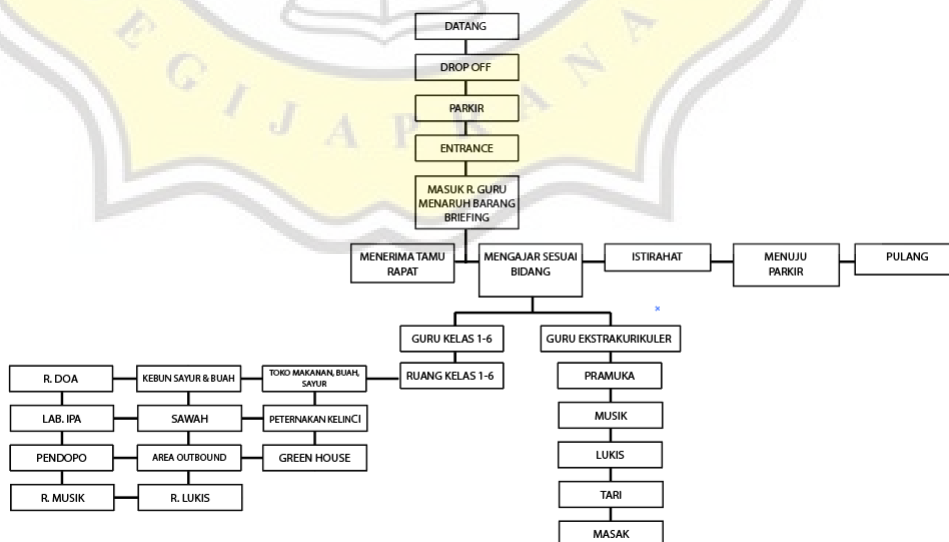 EGIJAPRANA
DATANG
DROP OFF
PARKIR
ENTRANCE
MASUK R. GURU
MENARUH BARANG
BRIEFING
MENERIMA TAMU
RAPAT
MENGAJAR SESUAI
BIDANG
ISTIRAHAT
MENUJU
PARKIR
PULANG
GURU KELAS 1-6
GURU EKSTRAKURIKULER
R. DOA
KEBUN SAYUR & BUAH
TOKO MAKANAN, BUAH,
SAYUR
RUANG KELAS 1-6
PRAMUKA
LAB. IPA
SAWAH
PETERNAKAN KELINCI
MUSIK
PENDOPO
AREA OUTBOUND
GREEN HOUSE
LUKIS
R. MUSIK
R. LUKIS
TARI
MASAK